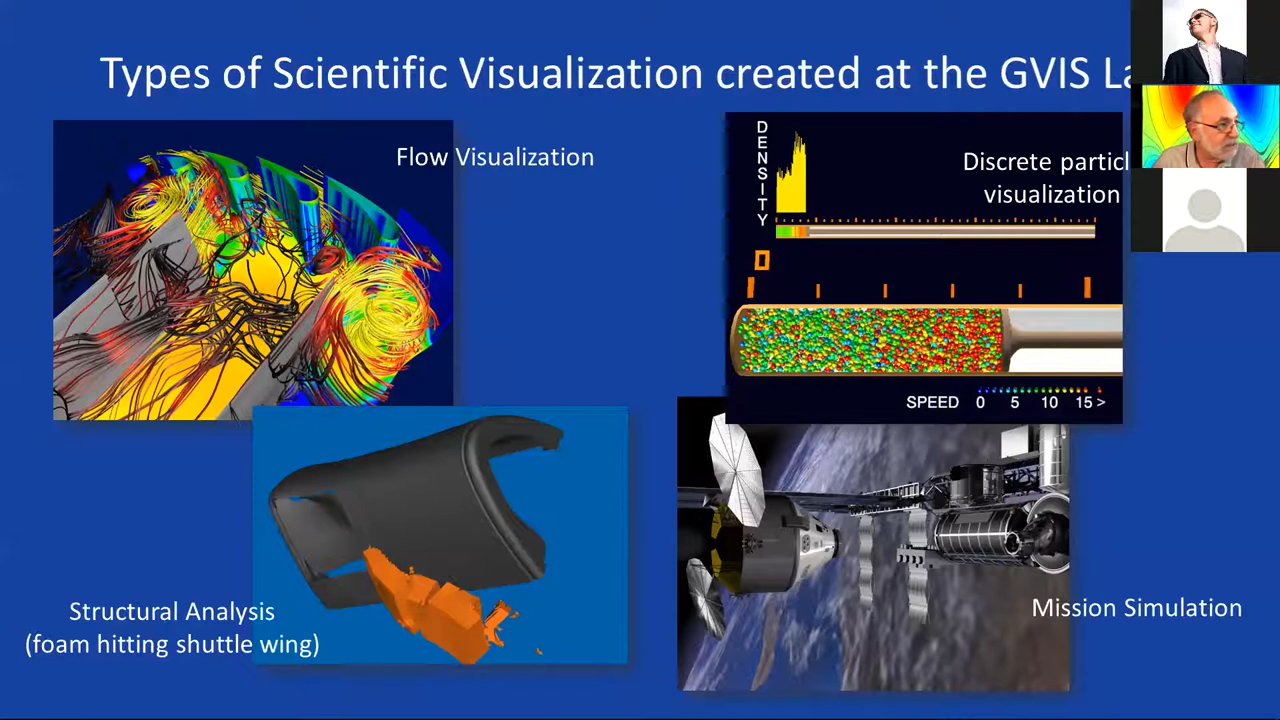 Types of Scientific Visualization created at the GVIS La
Flow Visualization
DENSITY
Discrete particl
visualization
0
SPEED 0 5 10 15 >
Structural Analysis
(foam hitting shuttle wing)
Mission Simulation